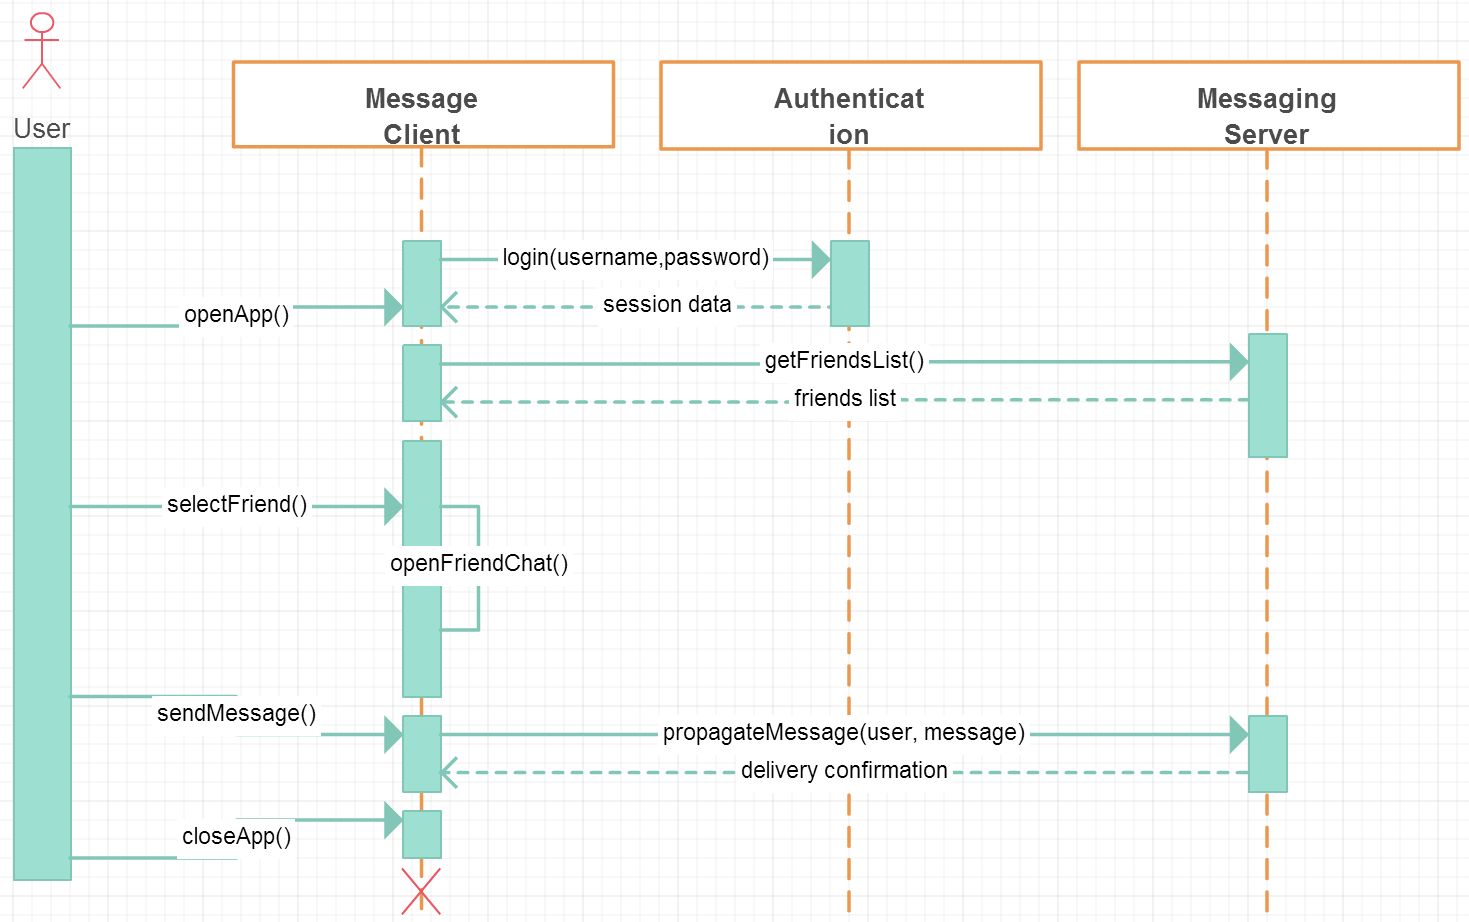 User
Message
Client
Authenticat
ion
Messaging
Server
login(username,password)
session data
openApp()
getFriendsList()
friends list
selectFriend()
openFriendChat()
sendMessage()
propagateMessage(user, message)
delivery confirmation
closeApp()